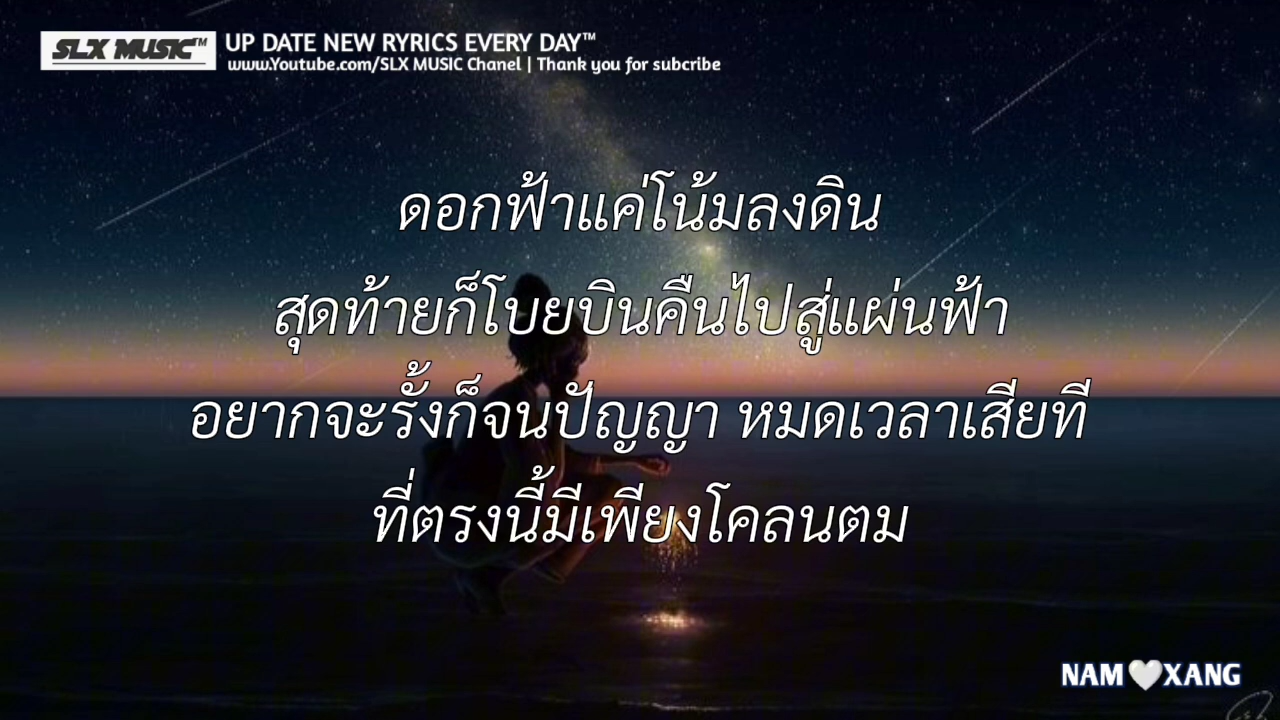 SLX MUSIC™
UP DATE NEW RYRICS EVERY DAY™
www.Youtube.com/SLX MUSIC Chanel | Thank you for subcribe
ดอกฟ้าแค่โน้มลงดิน
สุดท้ายก็โบยบินคืนไปสู่แผ่นฟ้า
อยากจะรั้งก็จนปัญญา หมดเวลาเสียที
ที่ตรงนี้มีเพียงโคลนตม
NAM🤍XANG